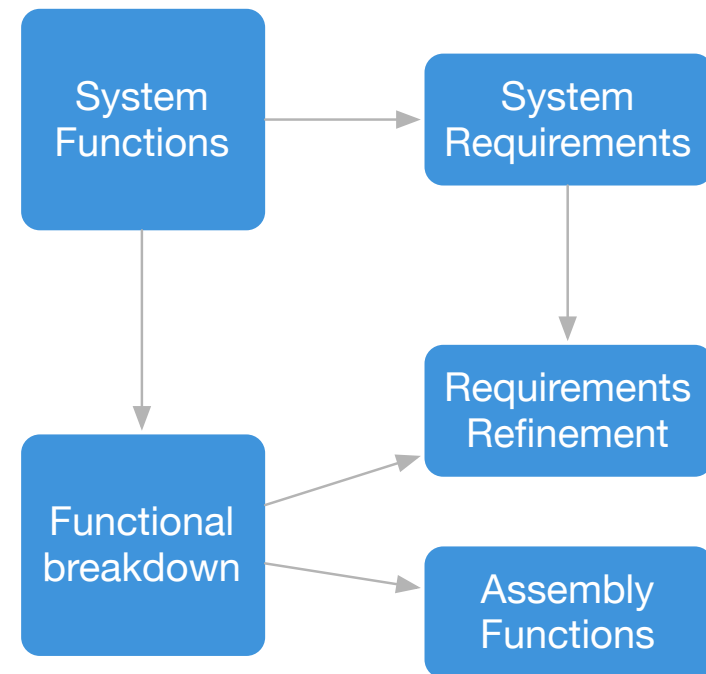 System
Functions
System
Requirements
Requirements
Refinement
Functional
breakdown
Assembly
Functions